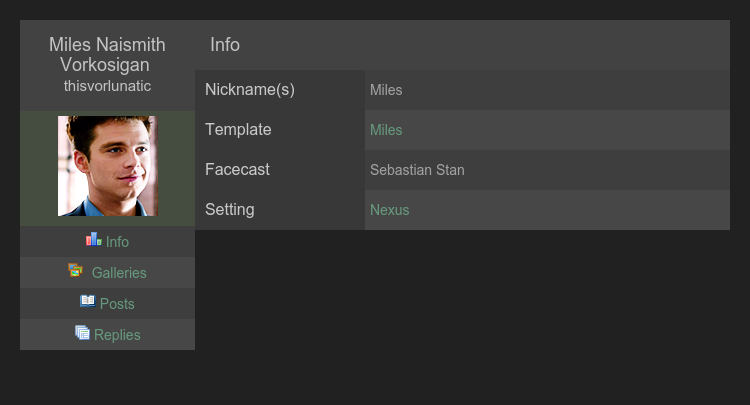 Miles Naismith
Vorkosigan
thisvorlunatic
Info
Galleries
Posts
Replies
Info
Nickname(s) Miles
Template Miles
Facecast Sebastian Stan
Setting Nexus